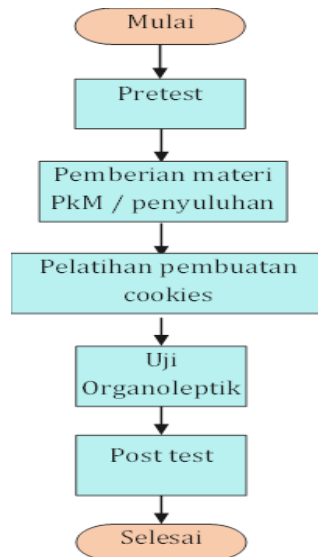 Mulai
Pretest
Pemberian materi
PkM / penyuluhan
Pelatihan pembuatan
cookies
Uji
Organoleptik
Post test
Selesai